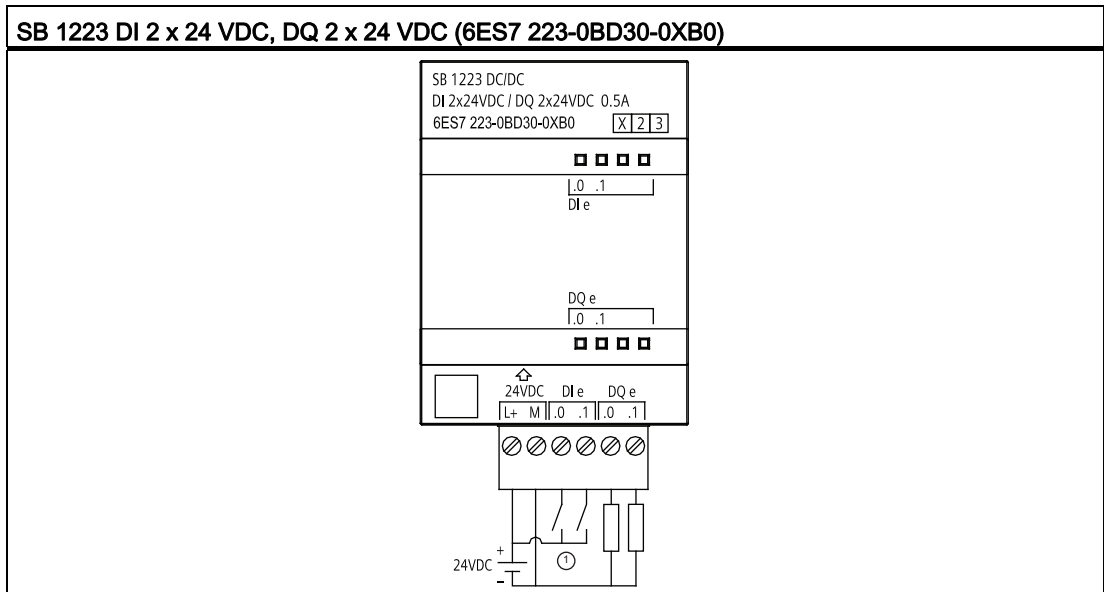 SB 1223 DI 2 x 24 VDC, DQ 2 x 24 VDC (6ES7 223-0BD30-0XB0)
SB 1223 DC/DC
DI 2x24VDC / DQ 2x24VDC 0.5A
6ES7 223-0BD30-0XB0 X 2 3
.0 .1
DI e
DQ e
.0 .1
24VDC DI e DQ e
L+ M .0 .1 .0 .1
+
24VDC ①
−